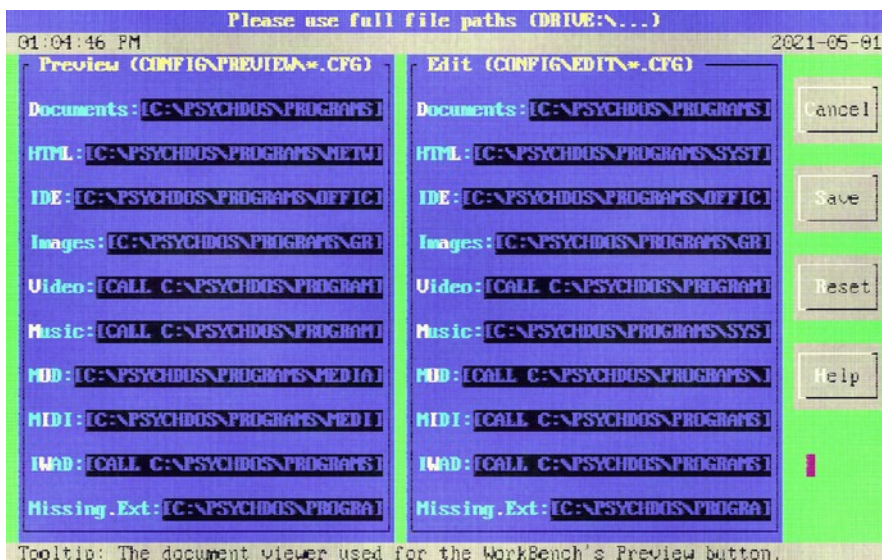 Please use full file paths (DRIVE:\...)
01:04:46 PM 2021-05-01
Preview (CONFIG\PREVIEW\*.CFG) Edit (CONFIG\EDIT\*.CFG)
Documents:[C:\PSYCHDOS\PROGRAMS] Documents:[C:\PSYCHDOS\PROGRAMS] Cancel
HTML:[C:\PSYCHDOS\PROGRAMS\NETW] HTML:[C:\PSYCHDOS\PROGRAMS\SYST]
IDE:[C:\PSYCHDOS\PROGRAMS\OFFIC] IDE:[C:\PSYCHDOS\PROGRAMS\OFFIC] Save
Images:[C:\PSYCHDOS\PROGRAMS\GR] Images:[C:\PSYCHDOS\PROGRAMS\GR]
Video:[CALL C:\PSYCHDOS\PROGRAM] Video:[CALL C:\PSYCHDOS\PROGRAM] Reset
Music:[CALL C:\PSYCHDOS\PROGRAM] Music:[C:\PSYCHDOS\PROGRAMS\SYS]
MOD:[C:\PSYCHDOS\PROGRAMS\MEDIA] MOD:[CALL C:\PSYCHDOS\PROGRAMS\] Help
MIDI:[C:\PSYCHDOS\PROGRAMS\MEDI] MIDI:[CALL C:\PSYCHDOS\PROGRAMS]
IWAD:[CALL C:\PSYCHDOS\PROGRAMS] IWAD:[CALL C:\PSYCHDOS\PROGRAMS]
Missing.Ext:[C:\PSYCHDOS\PROGRA] Missing.Ext:[C:\PSYCHDOS\PROGRA]
Tooltip: The document viewer used for the WorkBench's Preview button.